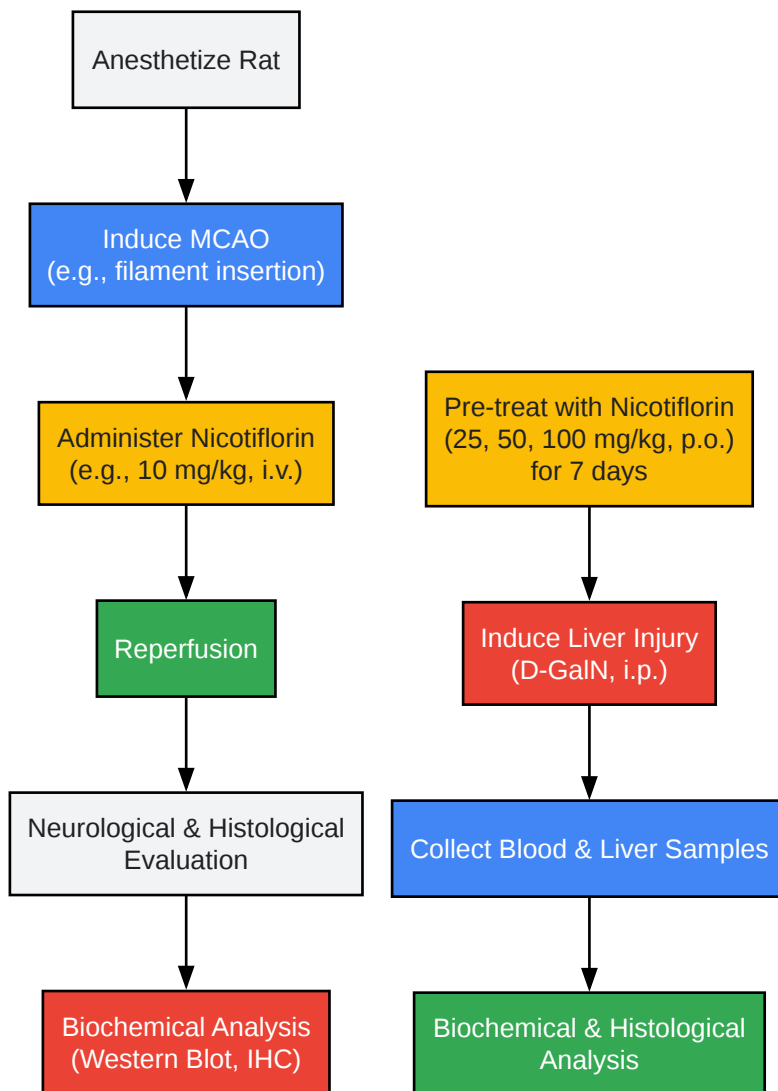 Anesthetize Rat
Induce MCAO
(e.g., filament insertion)
Administer Nicotiflorin
(e.g., 10 mg/kg, i.v.)
Reperfusion
Neurological & Histological
Evaluation
Biochemical Analysis
(Western Blot, IHC)
Pre-treat with Nicotiflorin
(25, 50, 100 mg/kg, p.o.)
for 7 days
Induce Liver Injury
(D-GalN, i.p.)
Collect Blood & Liver Samples
Biochemical & Histological
Analysis